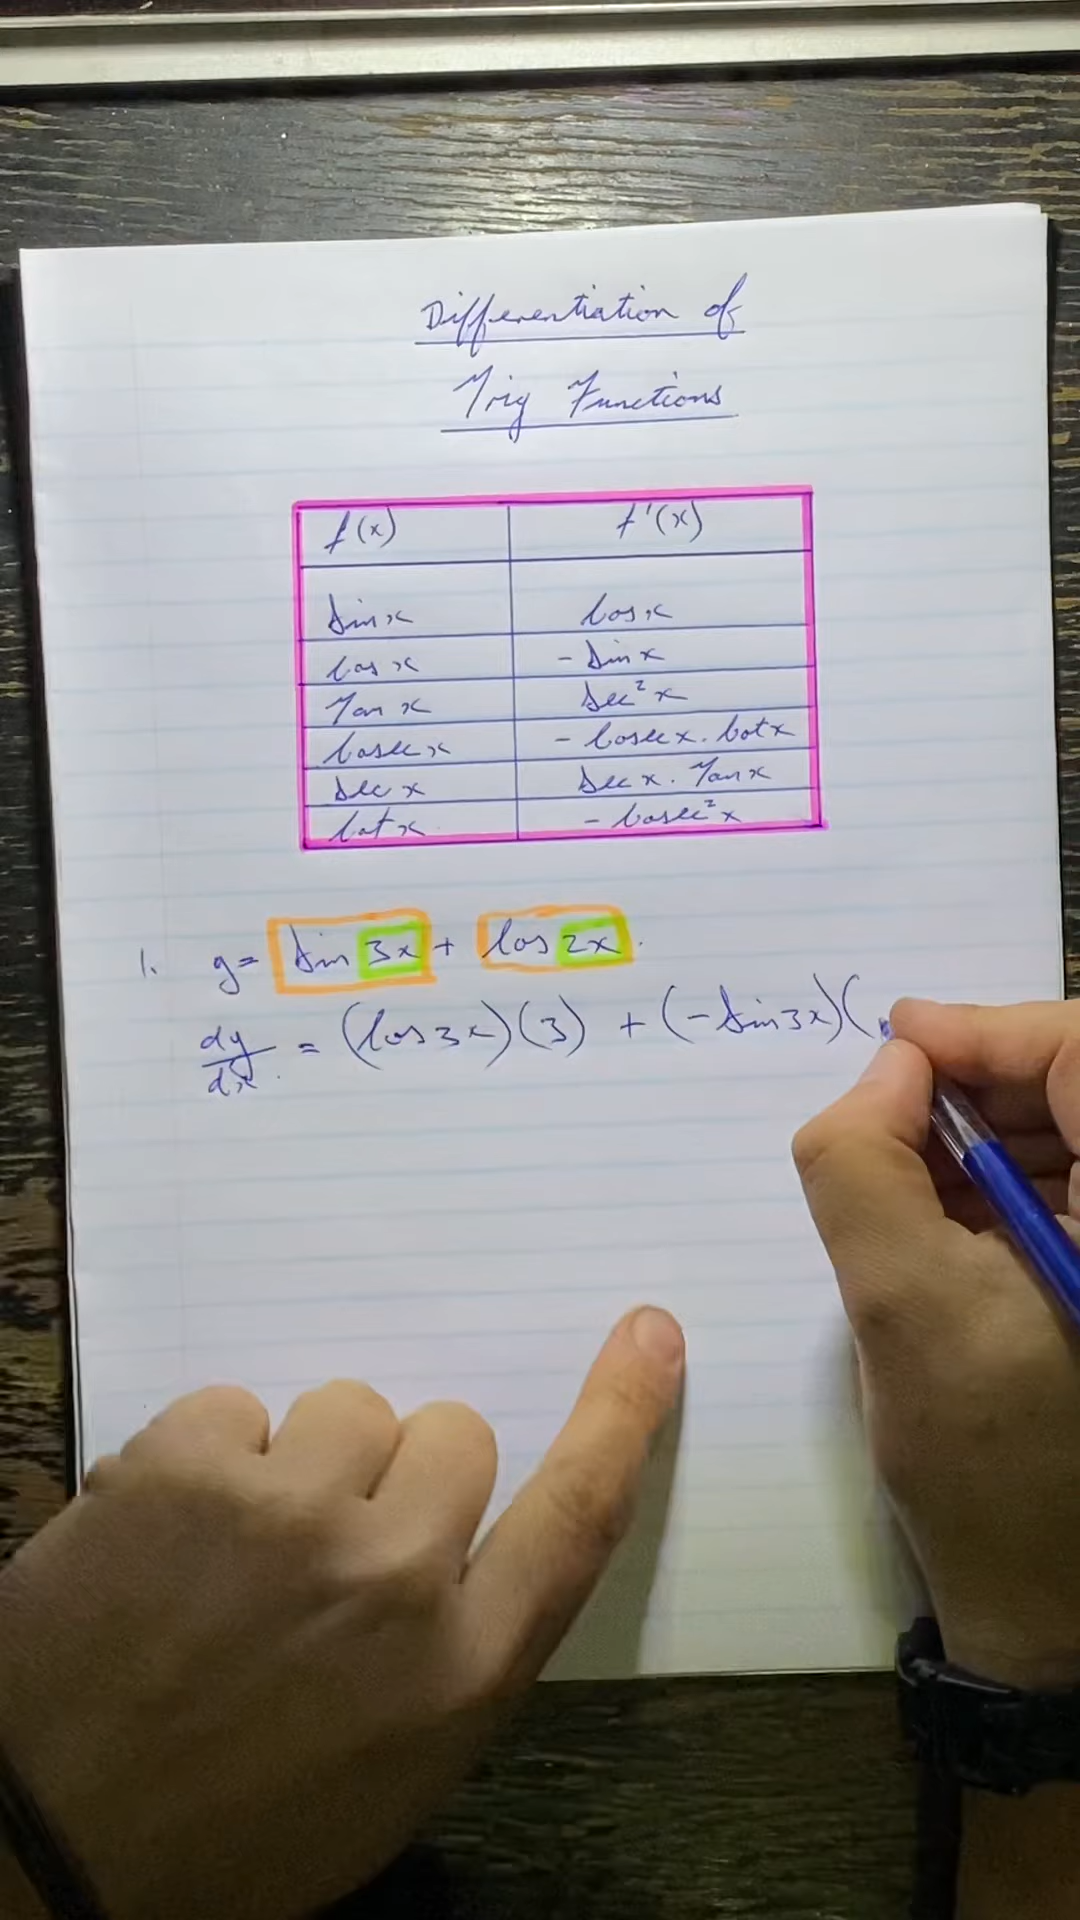 Differentiation of
Trig Functions
f(x) f'(x)
Sin x Cos x
Cos x - Sin x
Tan x Sec² x
Cosec x - Cosec x . Cot x
Sec x Sec x . Tan x
Cot x - Cosec² x
1. y = Sin 3x + Cos 2x .
dy/dx = (Cos 3x)(3) + (-Sin 3x)(